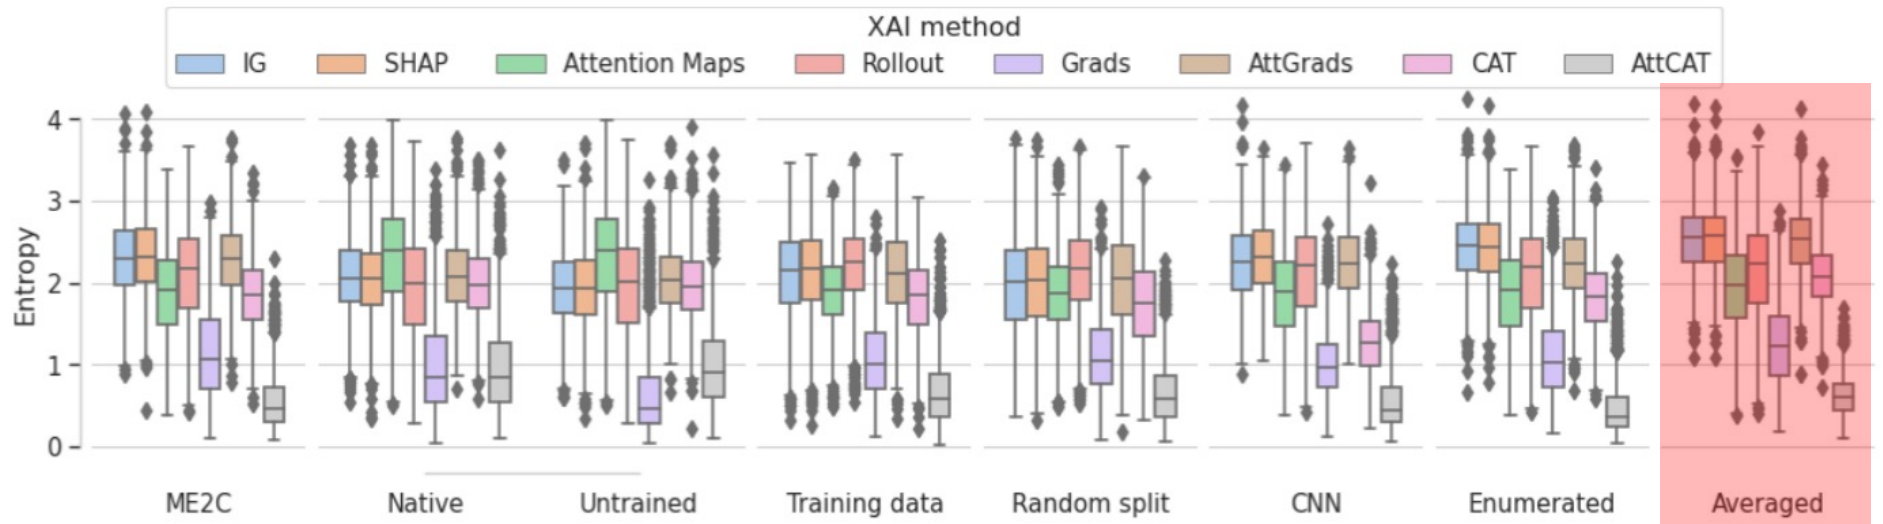 XAI method
IG SHAP Attention Maps Rollout Grads AttGrads CAT AttCAT
Entropy
4
3
2
1
0
ME2C Native Untrained Training data Random split CNN Enumerated Averaged